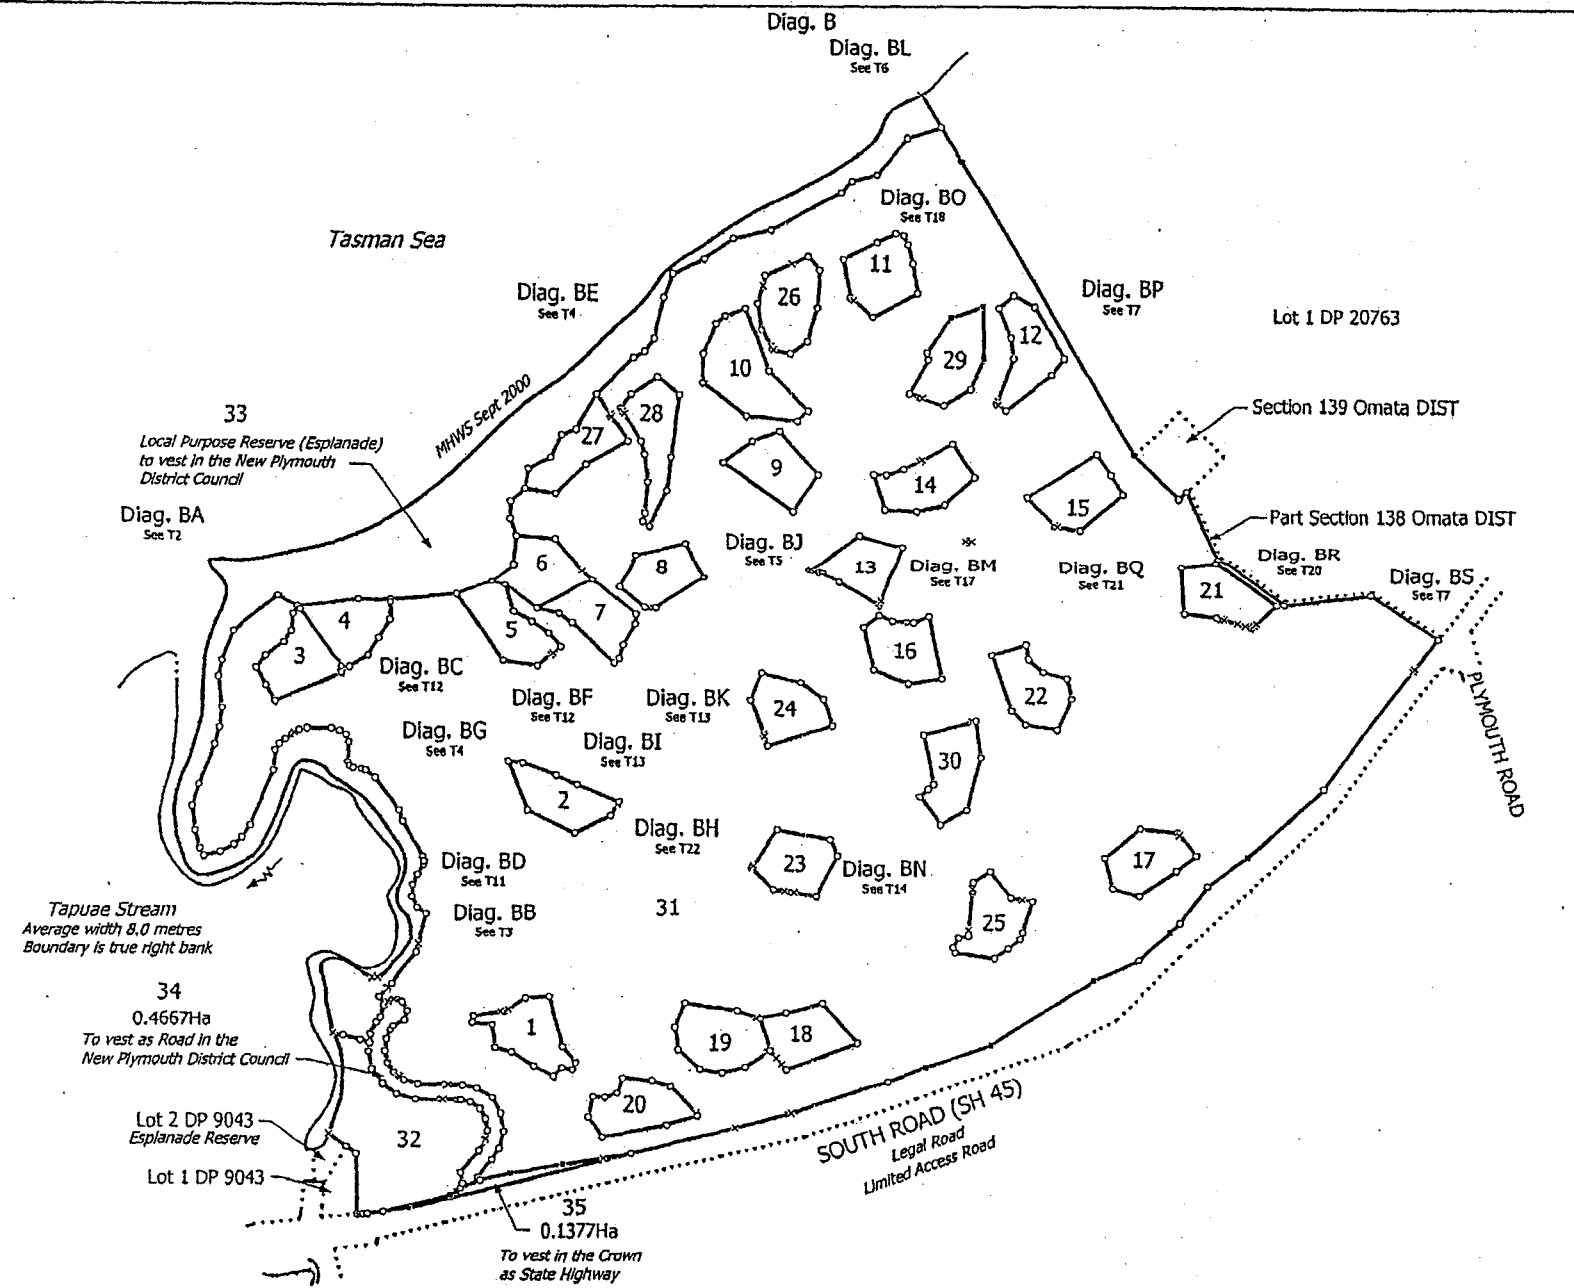 Diag. B
Diag. BL
See T6
Diag. BO
See T18
Tasman Sea
11
26
Diag. BE
See T4
Diag. BP
See T7
Lot 1 DP 20763
12
29
10
MHWS Sept 2000
33
Local Purpose Reserve (Esplanade)
to vest in the New Plymouth
District Council
28
27
Section 139 Omata DIST
9
14
15
Diag. BA
See T2
Part Section 138 Omata DIST
Diag. BJ
See T5
6
8
13
Diag. BM
See T17
Diag. BQ
See T21
Diag. BR
See T20
Diag. BS
See T7
21
7
4
5
3
16
Diag. BC
See T12
22
Diag. BF
See T12
Diag. BK
See T13
24
PLYMOUTH ROAD
Diag. BG
See T4
Diag. BI
See T13
30
2
Diag. BH
See T22
23
Diag. BN
See T14
17
Diag. BD
See T11
31
25
Tapuae Stream
Average width 8.0 metres
Boundary is true right bank
Diag. BB
See T3
34
0.4667Ha
To vest as Road in the
New Plymouth District Council
1
19
18
20
Lot 2 DP 9043
Esplanade Reserve
32
SOUTH ROAD (SH 45)
Legal Road
Limited Access Road
Lot 1 DP 9043
35
0.1377Ha
To vest in the Crown
as State Highway